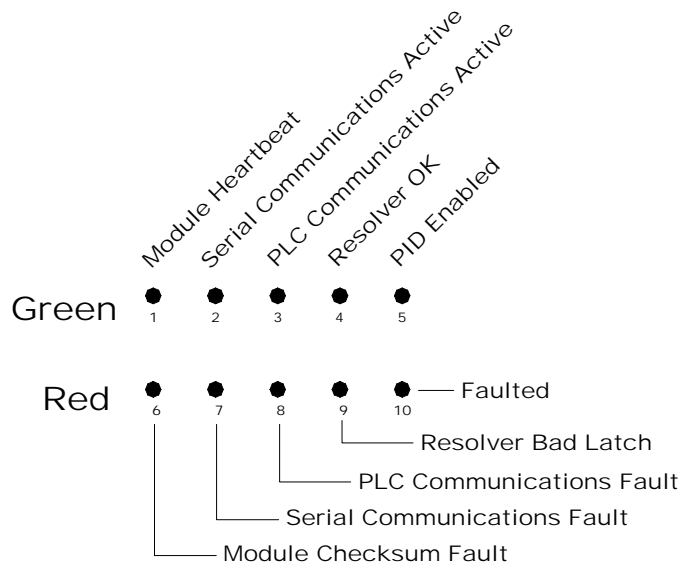 Module Heartbeat
Serial Communications Active
PLC Communications Active
Resolver OK
PID Enabled
Green
1 2 3 4 5
Red
6 7 8 9 10
Faulted
Resolver Bad Latch
PLC Communications Fault
Serial Communications Fault
Module Checksum Fault